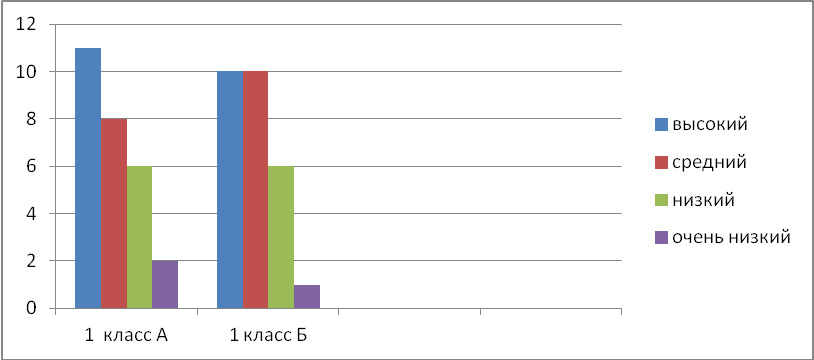 12
10
8
6
4
2
0
1  класс А
1 класс Б
высокий
средний
низкий
очень низкий